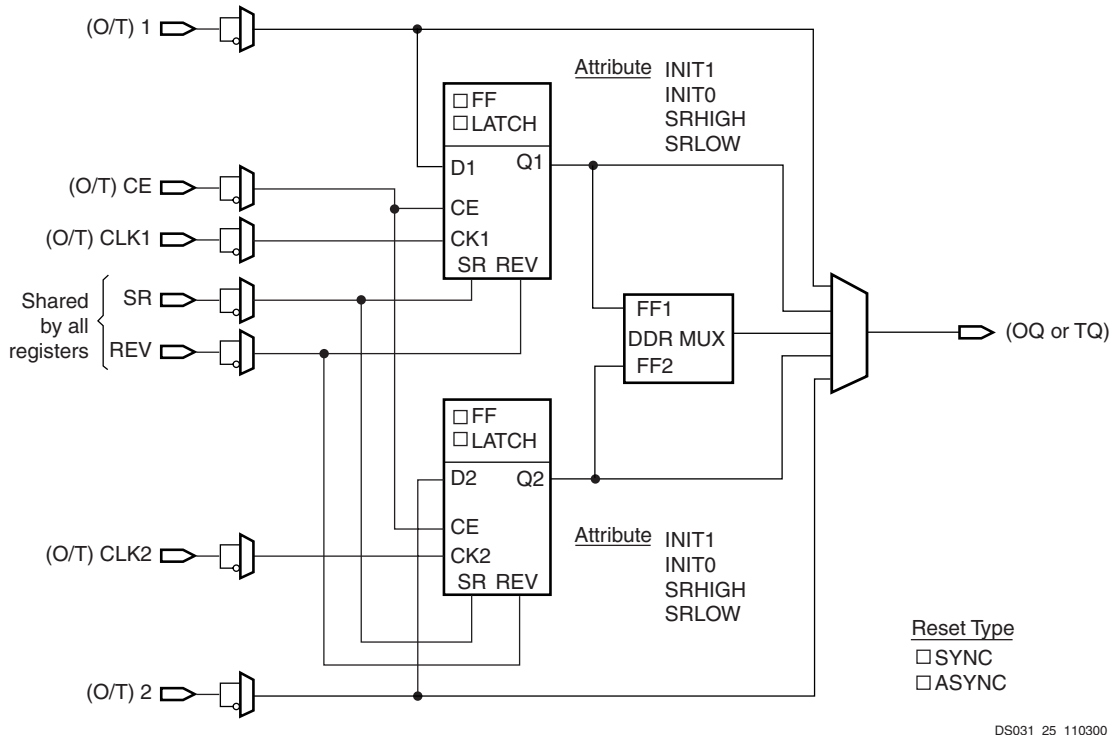 (O/T) 1
Attribute INIT1
INIT0
SRHIGH
SRLOW
FF
LATCH
D1
Q1
(O/T) CE
CE
(O/T) CLK1
CK1
SR REV
Shared
by all
registers
SR
REV
FF1
DDR MUX
FF2
(OQ or TQ)
FF
LATCH
D2
Q2
CE
(O/T) CLK2
CK2
SR REV
Attribute INIT1
INIT0
SRHIGH
SRLOW
Reset Type
SYNC
ASYNC
(O/T) 2
DS031_25_110300